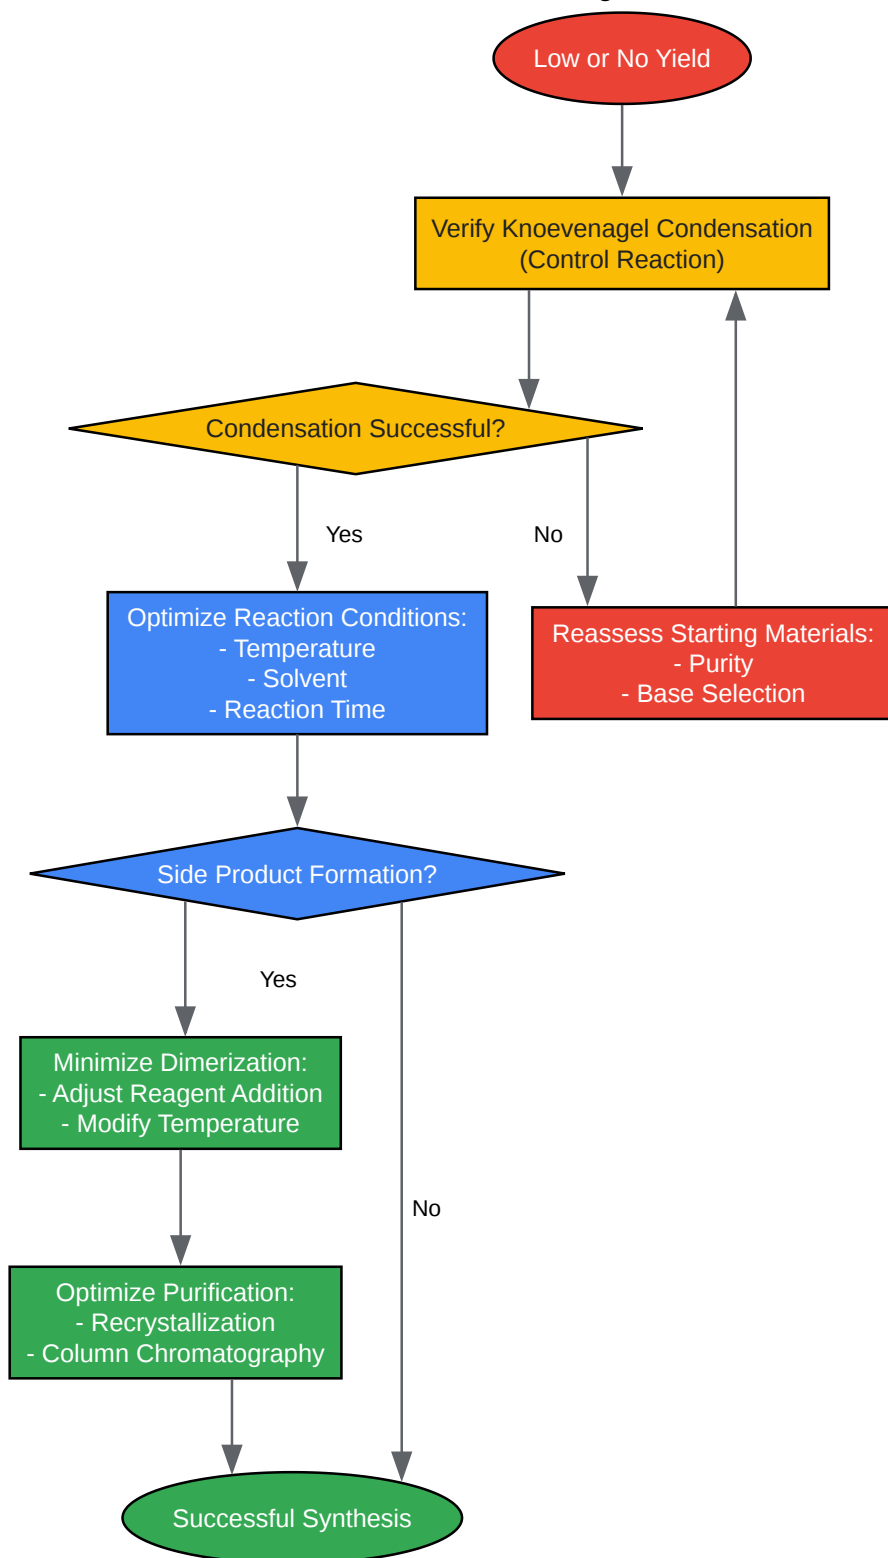 Low or No Yield
Verify Knoevenagel Condensation
(Control Reaction)
Condensation Successful?
Yes
No
Optimize Reaction Conditions:
- Temperature
- Solvent
- Reaction Time
Reassess Starting Materials:
- Purity
- Base Selection
Side Product Formation?
Yes
Minimize Dimerization:
- Adjust Reagent Addition
- Modify Temperature
No
Optimize Purification:
- Recrystallization
- Column Chromatography
Successful Synthesis